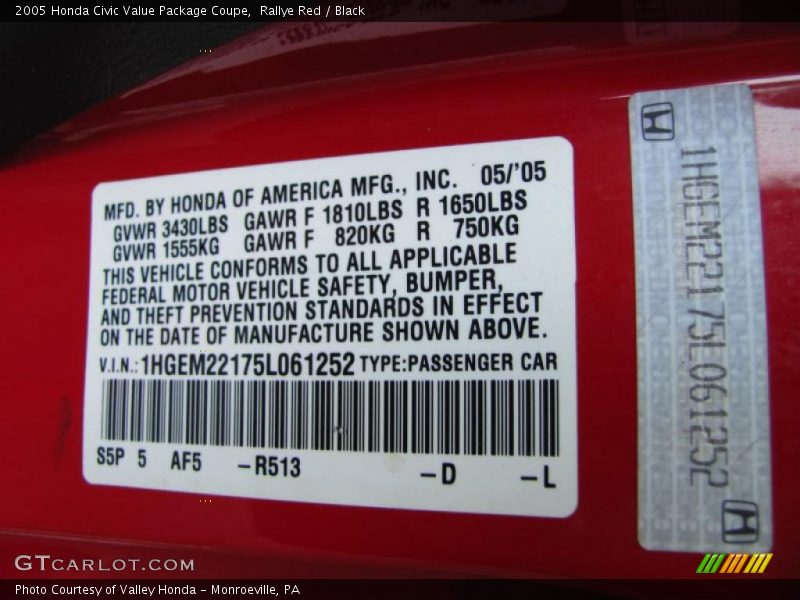 2005 Honda Civic Value Package Coupe,  Rallye Red / Black
MFD. BY HONDA OF AMERICA MFG., INC. 05/'05
GVWR 3430LBS GAWR F 1810LBS R 1650LBS
GVWR 1555KG GAWR F 820KG R 750KG
THIS VEHICLE CONFORMS TO ALL APPLICABLE
FEDERAL MOTOR VEHICLE SAFETY, BUMPER,
AND THEFT PREVENTION STANDARDS IN EFFECT
ON THE DATE OF MANUFACTURE SHOWN ABOVE.
V.I.N.: 1HGEM22175L061252 TYPE:PASSENGER CAR
S5P 5 AF5 -R513 -D -L
1HGEM22175L061252
GTCARLOT.COM
Photo Courtesy of Valley Honda - Monroeville, PA